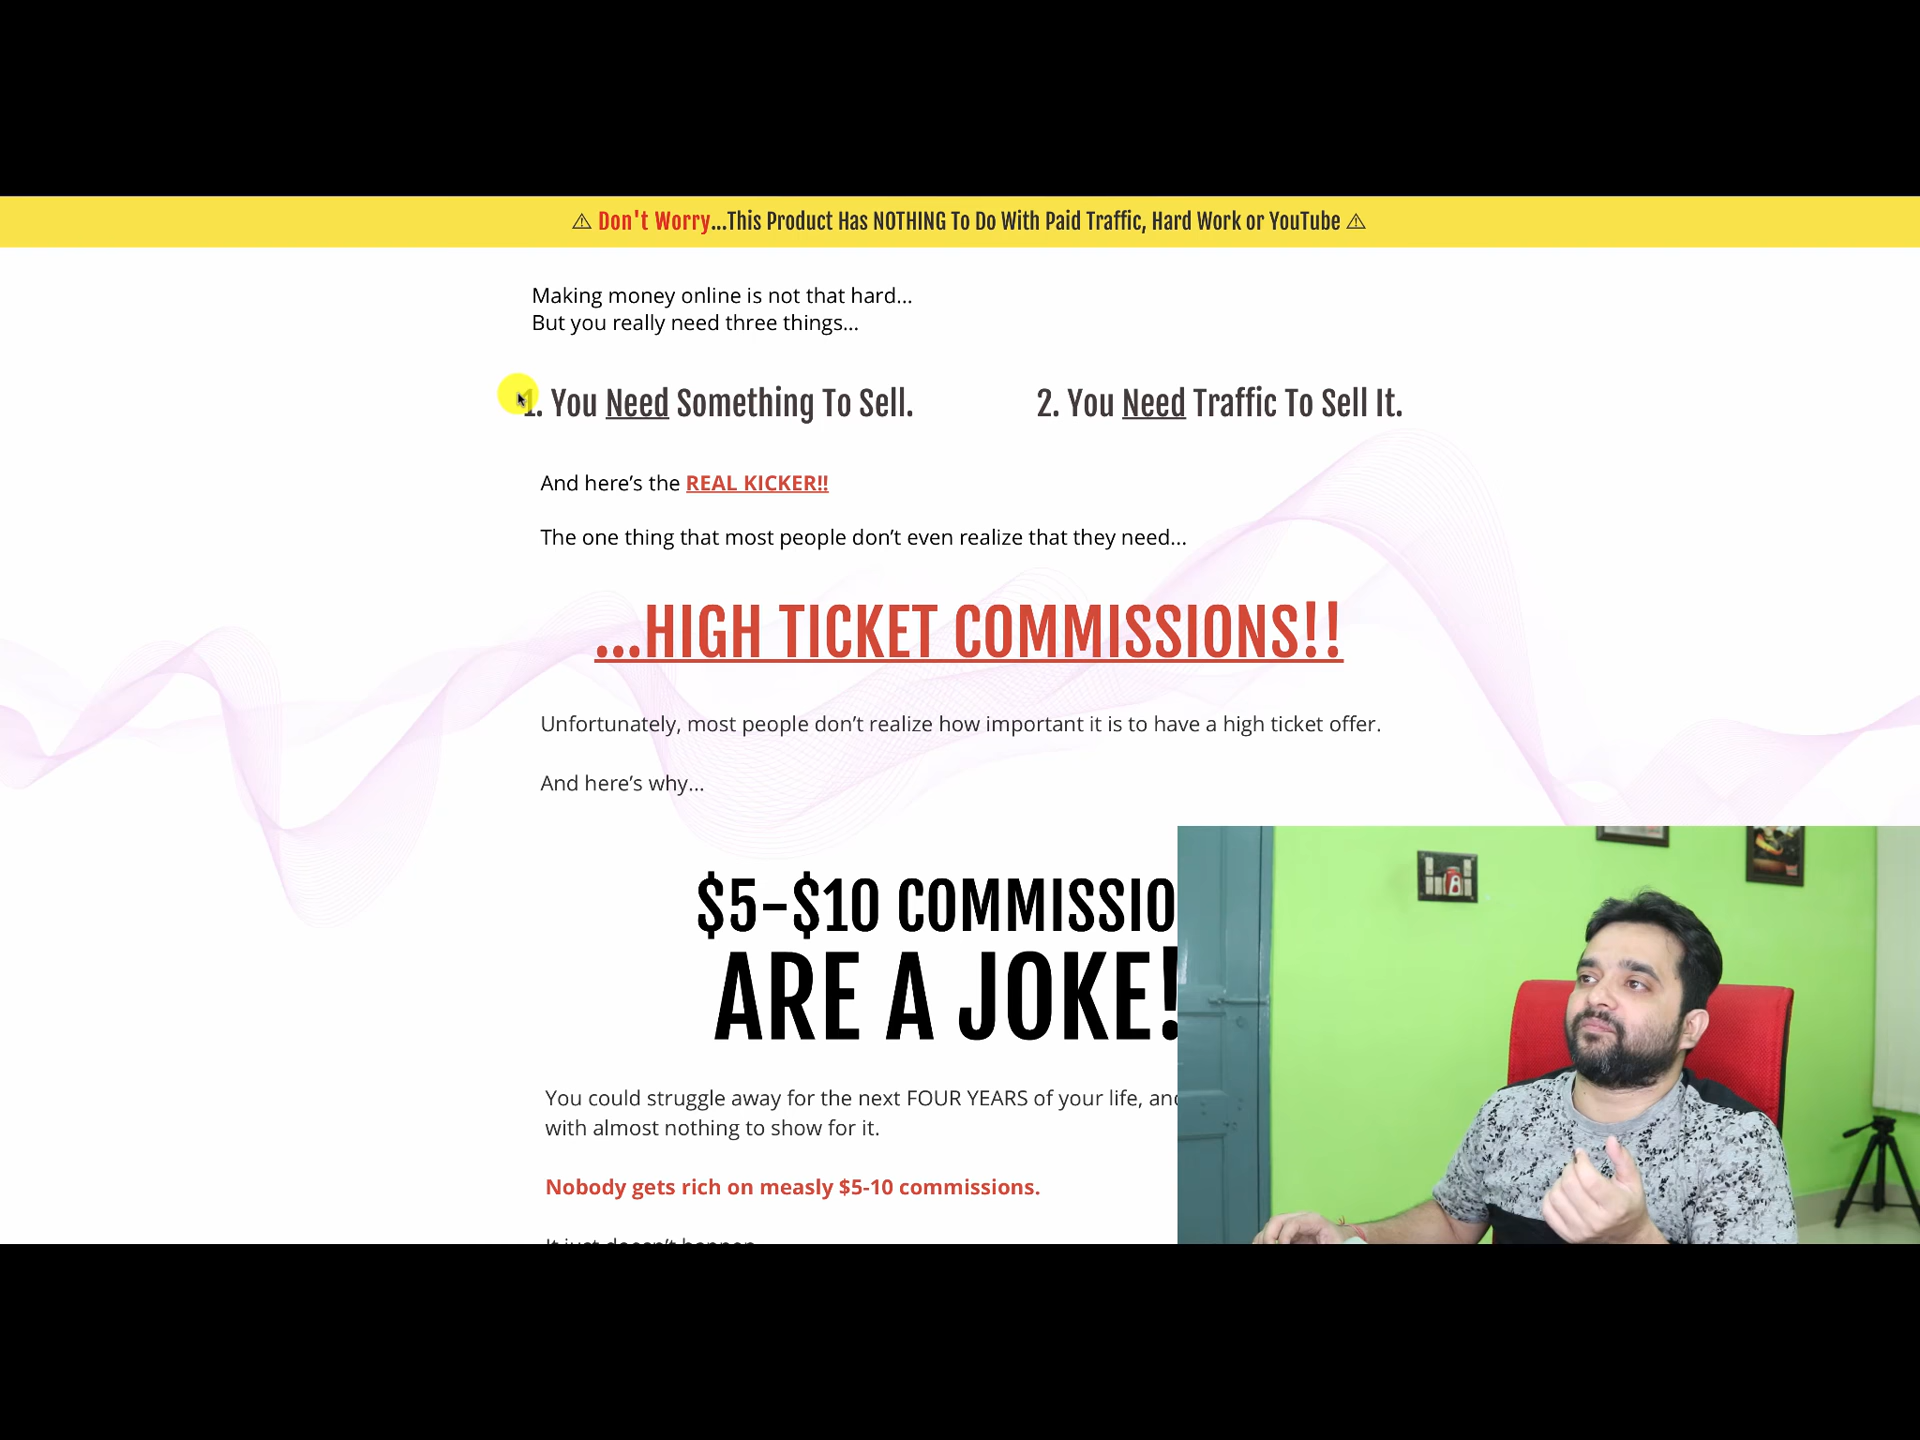 ⚠ Don't Worry...This Product Has NOTHING To Do With Paid Traffic, Hard Work or YouTube ⚠
Making money online is not that hard...
But you really need three things...
1. You Need Something To Sell.
2. You Need Traffic To Sell It.
And here's the REAL KICKER!!
The one thing that most people don't even realize that they need...
...HIGH TICKET COMMISSIONS!!
Unfortunately, most people don't realize how important it is to have a high ticket offer.
And here's why...
$5-$10 COMMISSIO
ARE A JOKE!
You could struggle away for the next FOUR YEARS of your life, and
with almost nothing to show for it.
Nobody gets rich on measly $5-10 commissions.
It just doesn't happen